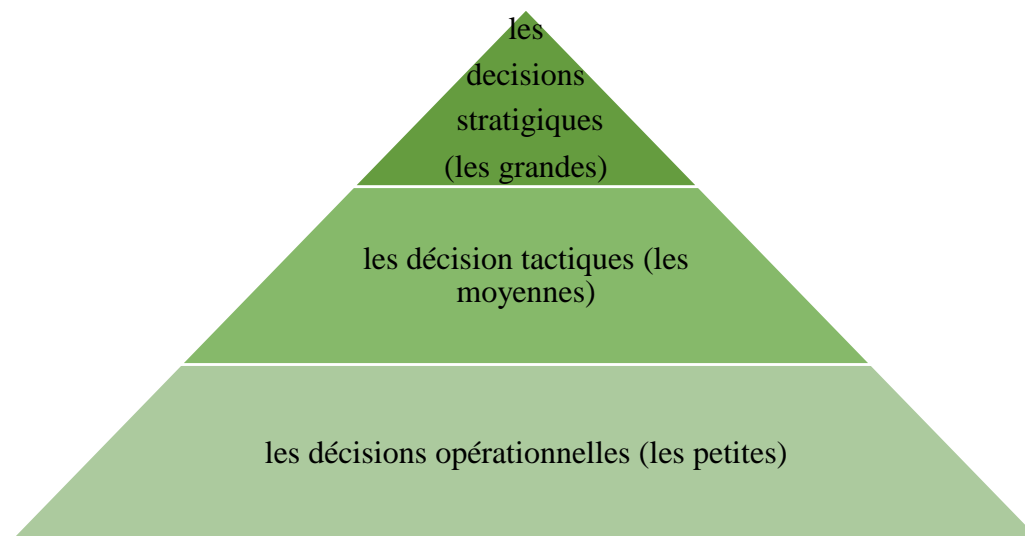 les
decisions
stratigiques
(les grandes)
les décision tactiques (les
moyennes)
les décisions opérationnelles (les petites)